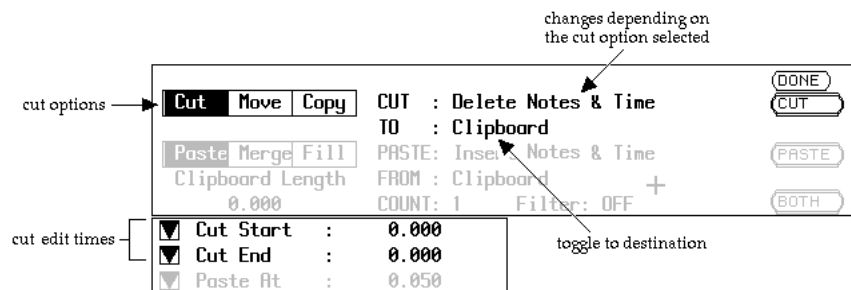 changes depending on
the cut option selected
DONE
cut options
Cut Move Copy CUT : Delete Notes & Time
CUT
TO : Clipboard
Paste Merge Fill PASTE: Insert Notes & Time
PASTE
Clipboard Length FROM : Clipboard
0.000 COUNT: 1 Filter: OFF
BOTH
cut edit times
Cut Start : 0.000
toggle to destination
Cut End : 0.000
Paste At : 0.050